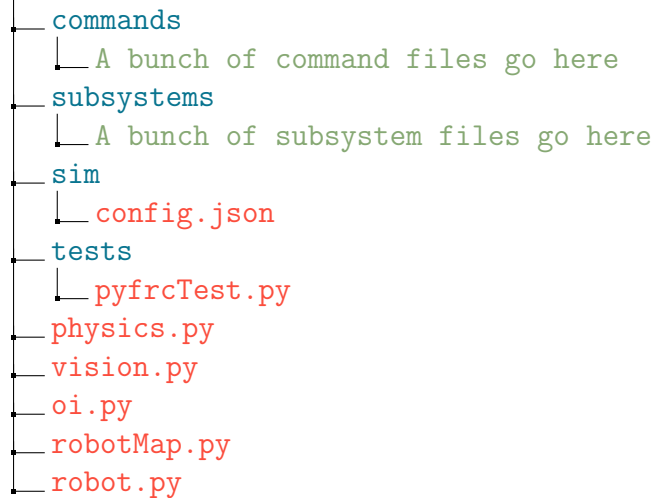 commands
A bunch of command files go here
subsystems
A bunch of subsystem files go here
sim
config.json
tests
pyfrcTest.py
physics.py
vision.py
oi.py
robotMap.py
robot.py